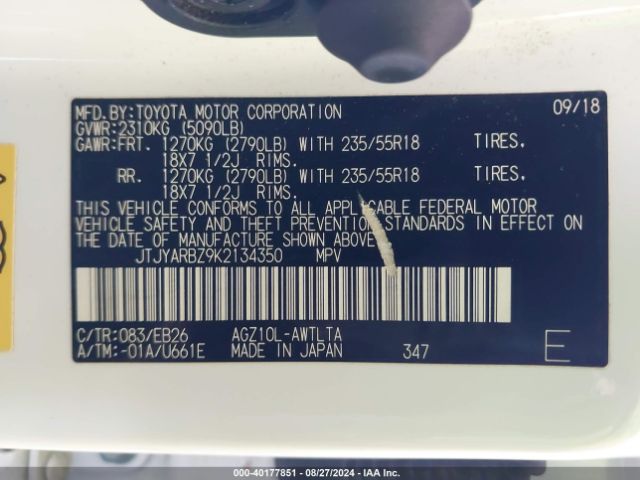 MFD.BY:TOYOTA MOTOR CORPORATION 09/18
GVWR:2310KG (5090LB)
GAWR:FRT. 1270KG (2790LB) WITH 235/55R18 TIRES.
18X7 1/2J RIMS.
RR. 1270KG (2790LB) WITH 235/55R18 TIRES.
18X7 1/2J RIMS.
THIS VEHICLE CONFORMS TO ALL APPLICABLE FEDERAL MOTOR
VEHICLE SAFETY AND THEFT PREVENTION STANDARDS IN EFFECT ON
THE DATE OF MANUFACTURE SHOWN ABOVE.
JTJYARBZ9K2134350 MPV
C/TR:083/EB26 AGZ10L-AWTLTA
A/TM:-01A/U661E MADE IN JAPAN 347 E
000-40177851 - 08/27/2024 - IAA, LLC